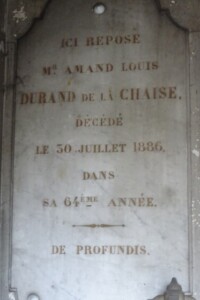 ICI REPOSE
Mr. AMAND LOUIS
DURAND DE LA CHAISE.
DÉCÉDÉ
LE 30 JUILLET 1886.
DANS
SA 64ÈME ANNÉE.
DE PROFUNDIS.